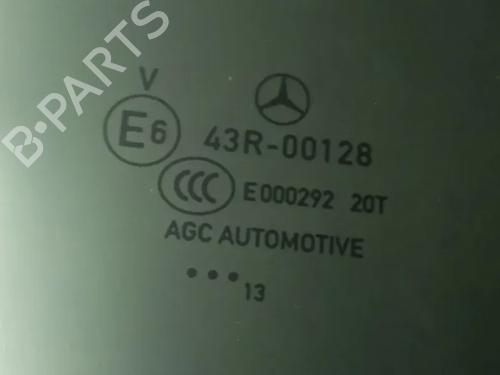 B-PARTS
V
E6 43R-00128
CCC E000292 20T
AGC AUTOMOTIVE
••• 13